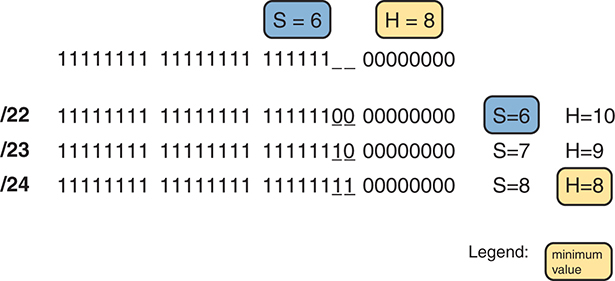 S = 6 H = 8
11111111 11111111 111111_ _ 00000000
/22 11111111 11111111 11111100 00000000 S=6 H=10
/23 11111111 11111111 11111110 00000000 S=7 H=9
/24 11111111 11111111 11111111 00000000 S=8 H=8
Legend: minimum
value